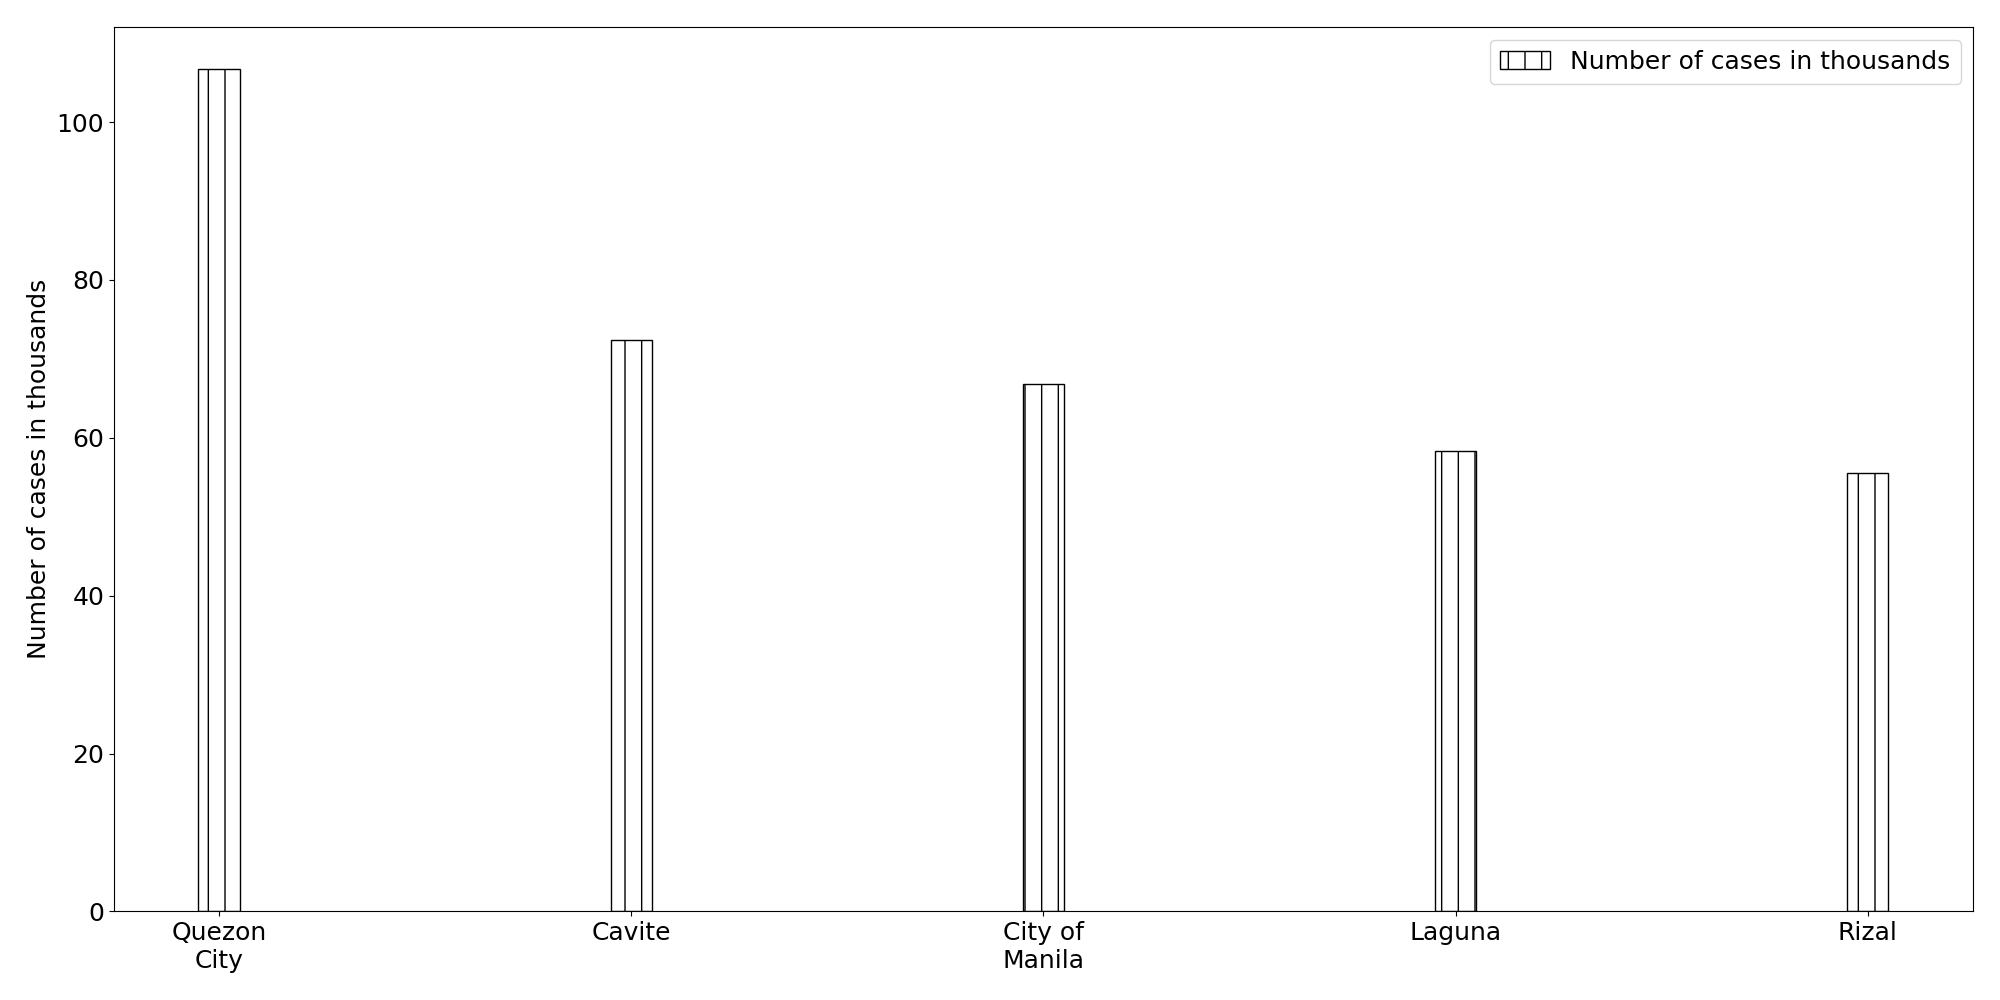 Number of cases in thousands
Number of cases in thousands
100
80
60
40
20
0
Quezon
City
Cavite
City of
Manila
Laguna
Rizal